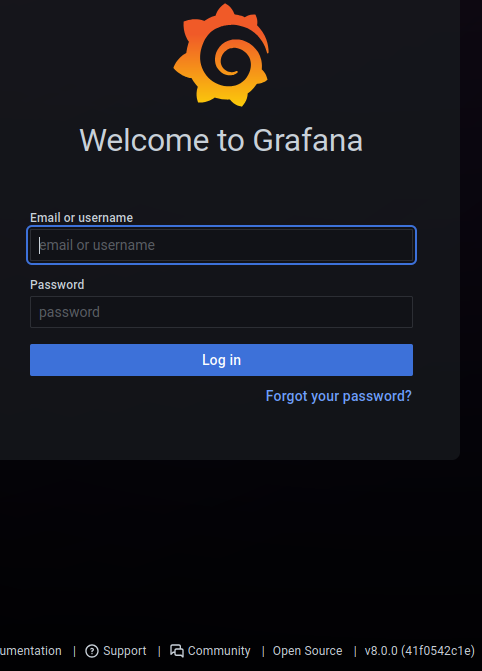 Welcome to Grafana
Email or username
email or username
Password
password
Log in
Forgot your password?
umentation | Support | Community | Open Source | v8.0.0 (41f0542c1e)